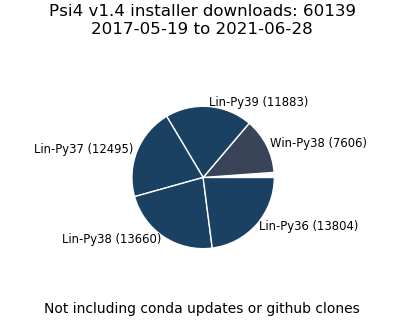 Psi4 v1.4 installer downloads: 60139
2017-05-19 to 2021-06-28
Lin-Py39 (11883)
Win-Py38 (7606)
Lin-Py37 (12495)
Lin-Py36 (13804)
Lin-Py38 (13660)
Not including conda updates or github clones